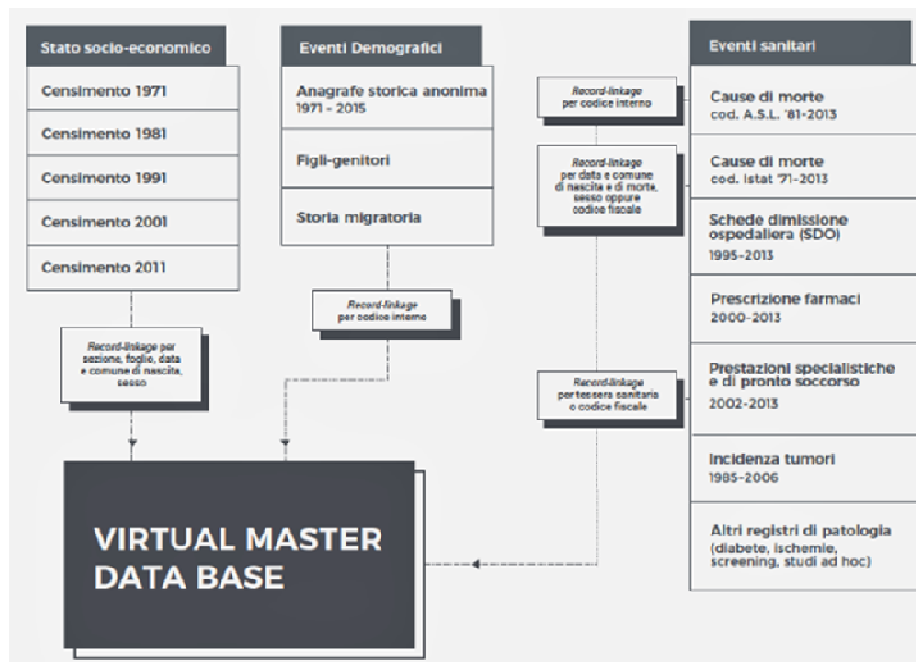 Stato socio-economico
Censimento 1971
Censimento 1981
Censimento 1991
Censimento 2001
Censimento 2011
Record-linkage per
sezione, foglio, data
e comune di nascita,
sesso
Eventi Demografici
Anagrafe storica anonima
1971 - 2015
Figli-genitori
Storia migratoria
Record-linkage
per codice interno
Record-linkage
per codice interno
Record-linkage
per data e comune
di nascita e di morte,
sesso oppure
codice fiscale
Record-linkage
per tessera sanitaria
o codice fiscale
Eventi sanitari
Cause di morte
cod. A.S.L. '81-2013
Cause di morte
cod. Istat '71-2013
Schede dimissione
ospedaliera (SDO)
1995-2013
Prescrizione farmaci
2000-2013
Prestazioni specialistiche
e di pronto soccorso
2002-2013
Incidenza tumori
1985-2006
Altri registri di patologia
(diabete, ischemie,
screening, studi ad hoc)
VIRTUAL MASTER
DATA BASE